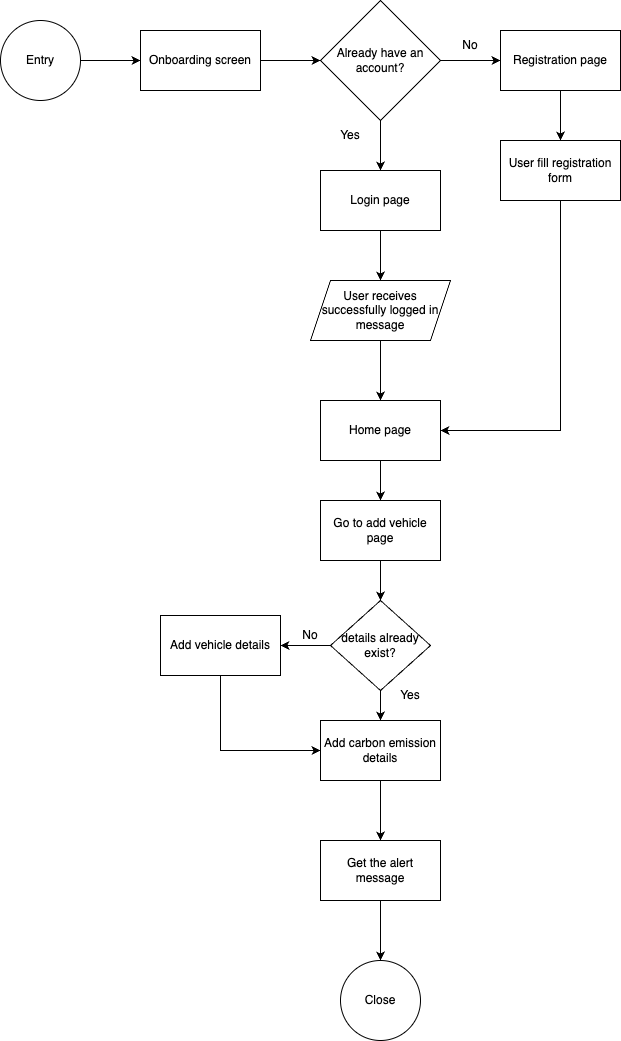 Entry
Onboarding screen
Already have an
account?
No
Registration page
Yes
User fill registration
form
Login page
User receives
successfully logged in
message
Home page
Go to add vehicle
page
Add vehicle details
No
details already
exist?
Yes
Add carbon emission
details
Get the alert
message
Close